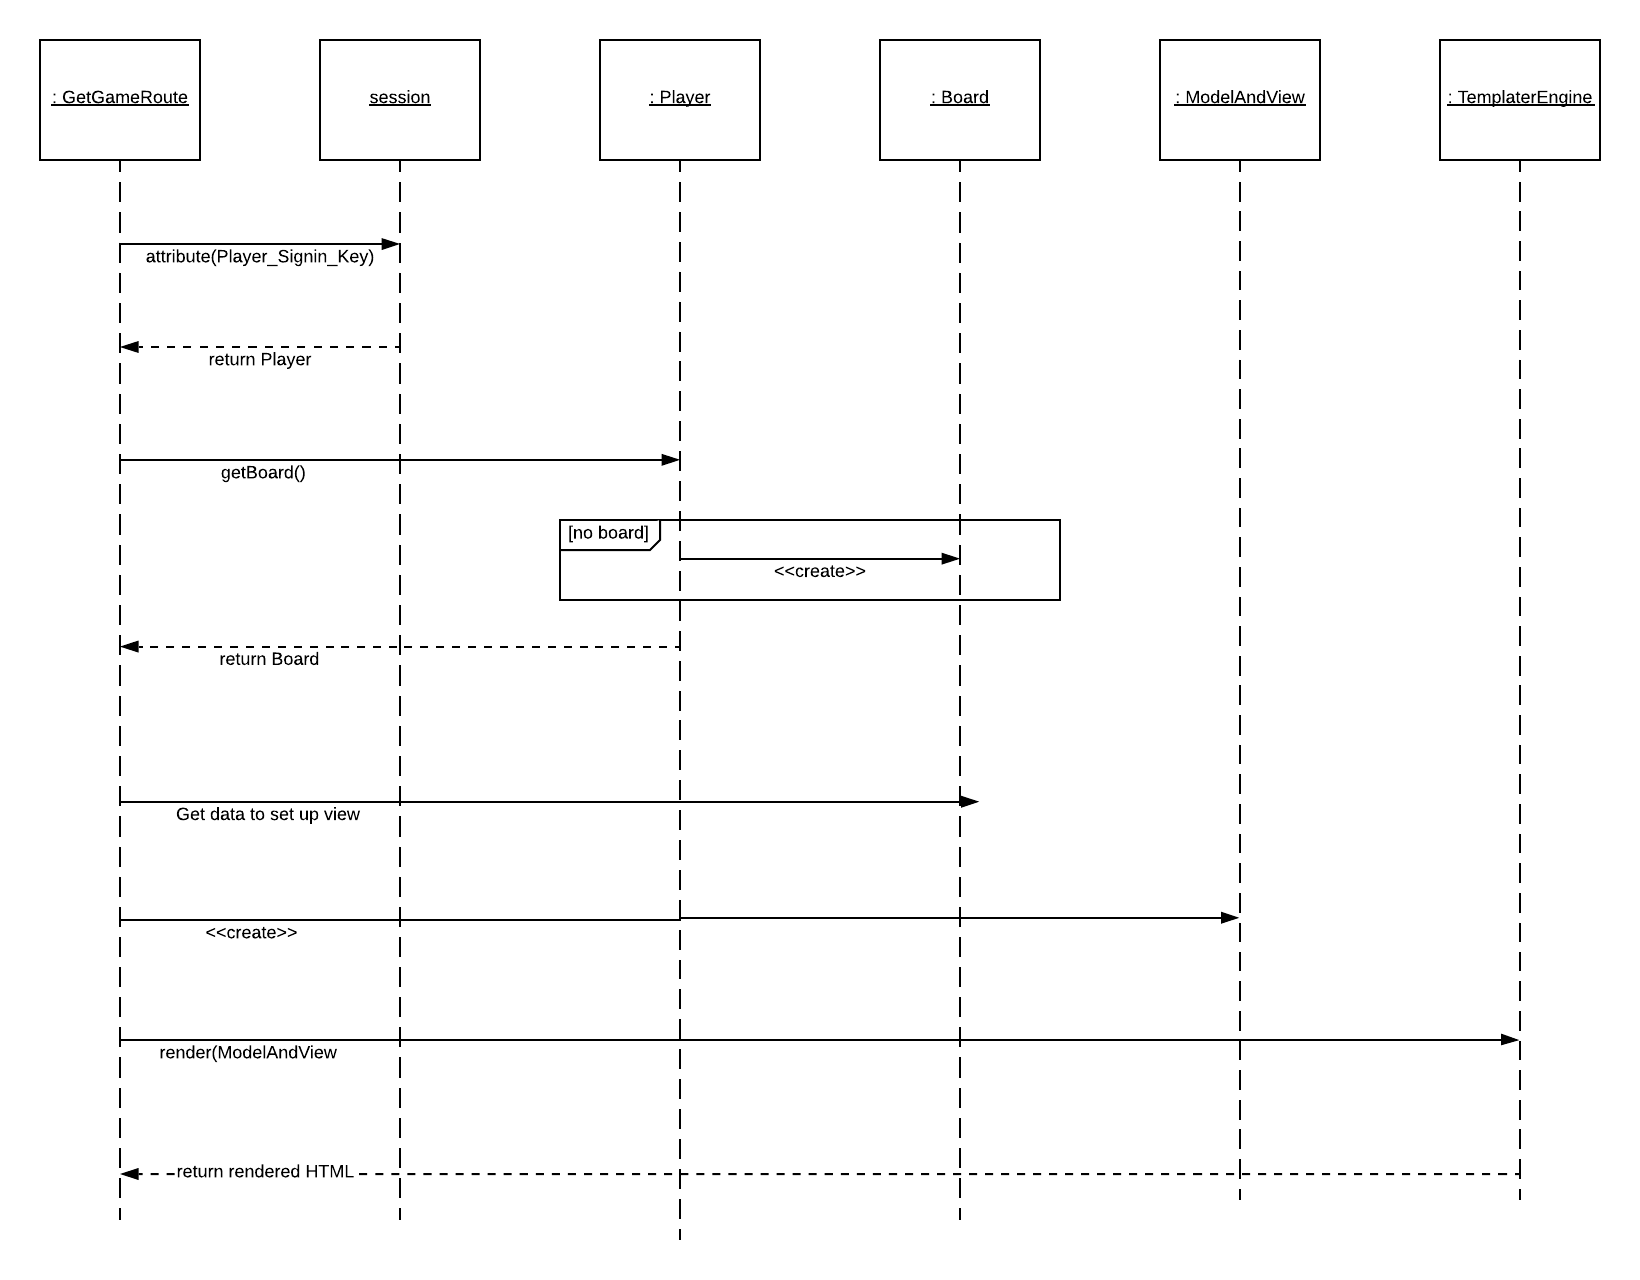 : GetGameRoute
session
: Player
: Board
: ModelAndView
: TemplaterEngine
attribute(Player_Signin_Key)
return Player
getBoard()
[no board]
<<create>>
return Board
Get data to set up view
<<create>>
render(ModelAndView
return rendered HTML